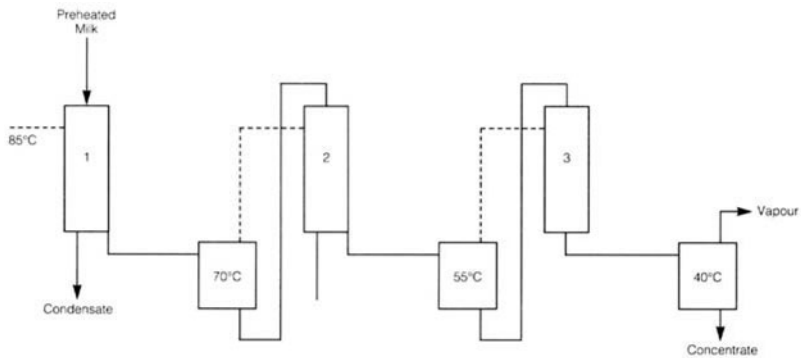 Preheated
Milk
85°C
1
2
3
70°C
55°C
40°C
Vapour
Condensate
Concentrate